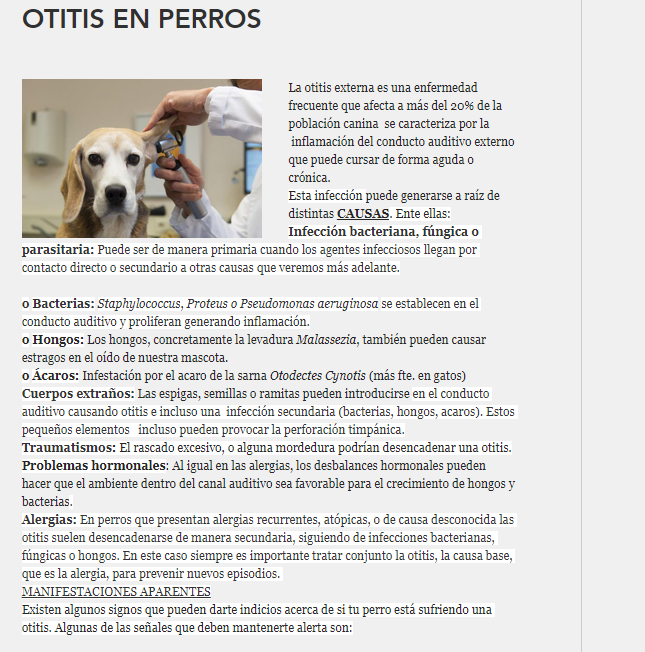 OTITIS EN PERROS
La otitis externa es una enfermedad
frecuente que afecta a más del 20% de la
población canina se caracteriza por la
inflamación del conducto auditivo externo
que puede cursar de forma aguda o
crónica.
Esta infección puede generarse a raíz de
distintas CAUSAS. Ente ellas:
Infección bacteriana, fúngica o
parasitaria: Puede ser de manera primaria cuando los agentes infecciosos llegan por
contacto directo o secundario a otras causas que veremos más adelante.
o Bacterias: Staphylococcus, Proteus o Pseudomonas aeruginosa se establecen en el
conducto auditivo y proliferan generando inflamación.
o Hongos: Los hongos, concretamente la levadura Malassezia, también pueden causar
estragos en el oído de nuestra mascota.
o Ácaros: Infestación por el acaro de la sarna Otodectes Cynotis (más fte. en gatos)
Cuerpos extraños: Las espigas, semillas o ramitas pueden introducirse en el conducto
auditivo causando otitis e incluso una infección secundaria (bacterias, hongos, acaros). Estos
pequeños elementos incluso pueden provocar la perforación timpánica.
Traumatismos: El rascado excesivo, o alguna mordedura podrían desencadenar una otitis.
Problemas hormonales: Al igual en las alergias, los desbalances hormonales pueden
hacer que el ambiente dentro del canal auditivo sea favorable para el crecimiento de hongos y
bacterias.
Alergias: En perros que presentan alergias recurrentes, atópicas, o de causa desconocida las
otitis suelen desencadenarse de manera secundaria, siguiendo de infecciones bacterianas,
fúngicas o hongos. En este caso siempre es importante tratar conjunto la otitis, la causa base,
que es la alergia, para prevenir nuevos episodios.
MANIFESTACIONES APARENTES
Existen algunos signos que pueden darte indicios acerca de si tu perro está sufriendo una
otitis. Algunas de las señales que deben mantenerte alerta son: